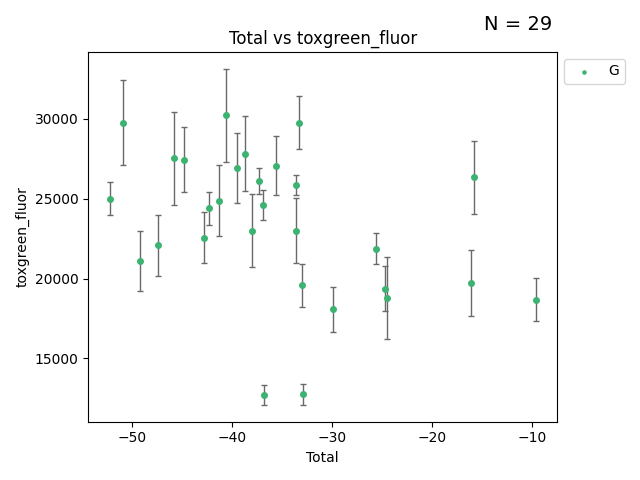 N = 29
Total vs toxgreen_fluor
G
30000
25000
20000
15000
toxgreen_fluor
−50
−40
−30
−20
−10
Total